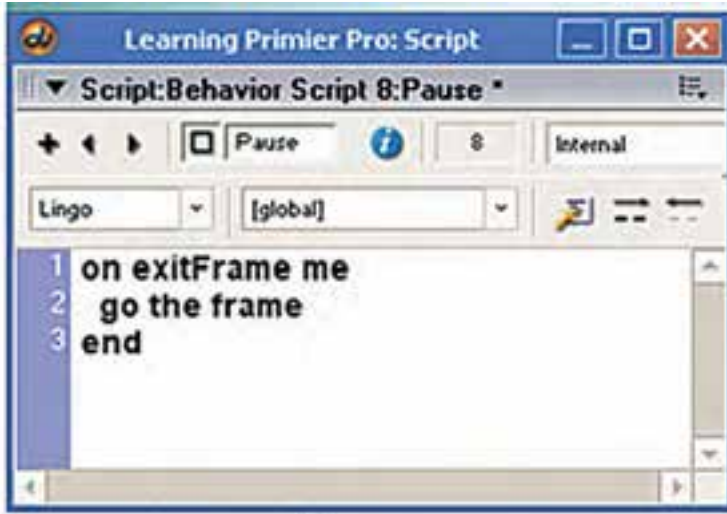 Learning Primier Pro: Script
Script:Behavior Script 8:Pause *
Pause 8 Internal
Lingo [global]
1 on exitFrame me
2 go the frame
3 end